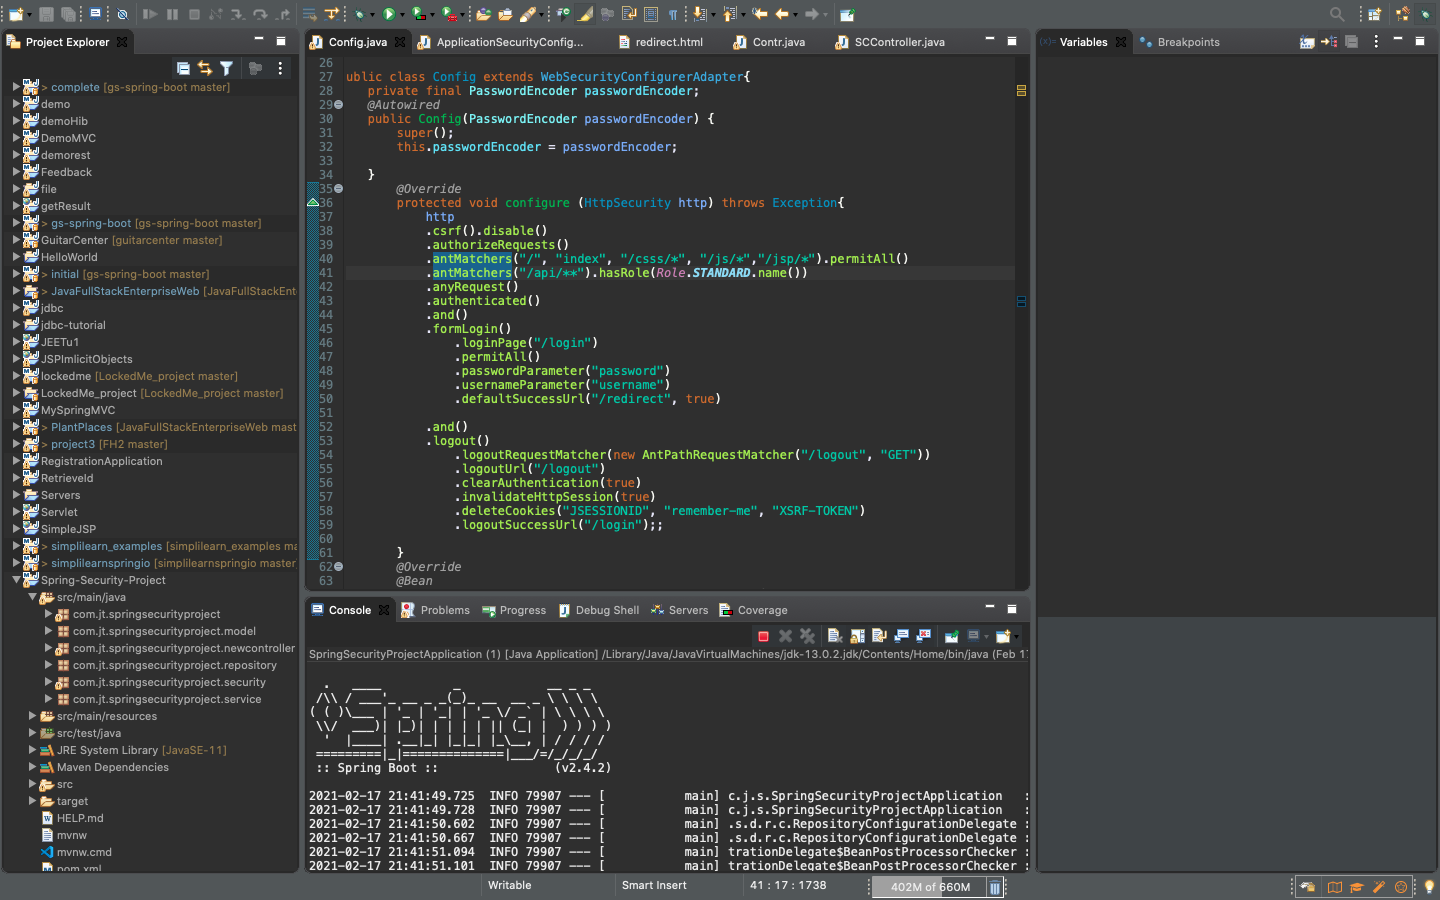 Project Explorer
> complete [gs-spring-boot master]
demo
demoHib
DemoMVC
demorest
Feedback
file
getResult
> gs-spring-boot [gs-spring-boot master]
GuitarCenter [guitarcenter master]
HelloWorld
> initial [gs-spring-boot master]
> JavaFullStackEnterpriseWeb [JavaFullStackEnt
jdbc
jdbc-tutorial
JEETu1
JSPImlicitObjects
lockedme [LockedMe_project master]
LockedMe_project [LockedMe_project master]
MySpringMVC
> PlantPlaces [JavaFullStackEnterpriseWeb mast
> project3 [FH2 master]
RegistrationApplication
Retrieveld
Servers
Servlet
SimpleJSP
> simplilearn_examples [simplilearn_examples ma
> simplilearnspringio [simplilearnspringio master
Spring-Security-Project
src/main/java
com.jt.springsecurityproject
com.jt.springsecurityproject.model
com.jt.springsecurityproject.newcontroller
com.jt.springsecurityproject.repository
com.jt.springsecurityproject.security
com.jt.springsecurityproject.service
src/main/resources
src/test/java
JRE System Library [JavaSE-11]
Maven Dependencies
src
target
HELP.md
mvnw
mvnw.cmd
pom.xml
Config.java ApplicationSecurityConfig... redirect.html Contr.java SCController.java
26
27 ublic class Config extends WebSecurityConfigurerAdapter{
28 private final PasswordEncoder passwordEncoder;
29 @Autowired
30 public Config(PasswordEncoder passwordEncoder) {
31 super();
32 this.passwordEncoder = passwordEncoder;
33
34 }
35 @Override
36 protected void configure (HttpSecurity http) throws Exception{
37 http
38 .csrf().disable()
39 .authorizeRequests()
40 .antMatchers("/", "index", "/csss/*", "/js/*","/jsp/*").permitAll()
41 .antMatchers("/api/**").hasRole(Role.STANDARD.name())
42 .anyRequest()
43 .authenticated()
44 .and()
45 .formLogin()
46 .loginPage("/login")
47 .permitAll()
48 .passwordParameter("password")
49 .usernameParameter("username")
50 .defaultSuccessUrl("/redirect", true)
51
52 .and()
53 .logout()
54 .logoutRequestMatcher(new AntPathRequestMatcher("/logout", "GET"))
55 .logoutUrl("/logout")
56 .clearAuthentication(true)
57 .invalidateHttpSession(true)
58 .deleteCookies("JSESSIONID", "remember-me", "XSRF-TOKEN")
59 .logoutSuccessUrl("/login");;
60
61 }
62 @Override
63 @Bean
Console Problems Progress Debug Shell Servers Coverage
SpringSecurityProjectApplication (1) [Java Application] /Library/Java/JavaVirtualMachines/jdk-13.0.2.jdk/Contents/Home/bin/java (Feb 17
:: Spring Boot :: (v2.4.2)
2021-02-17 21:41:49.725 INFO 79907 --- [ main] c.j.s.SpringSecurityProjectApplication :
2021-02-17 21:41:49.728 INFO 79907 --- [ main] c.j.s.SpringSecurityProjectApplication :
2021-02-17 21:41:50.602 INFO 79907 --- [ main] .s.d.r.c.RepositoryConfigurationDelegate :
2021-02-17 21:41:50.667 INFO 79907 --- [ main] .s.d.r.c.RepositoryConfigurationDelegate :
2021-02-17 21:41:51.094 INFO 79907 --- [ main] trationDelegate$BeanPostProcessorChecker :
2021-02-17 21:41:51.101 INFO 79907 --- [ main] trationDelegate$BeanPostProcessorChecker :
Variables Breakpoints
Writable Smart Insert 41 : 17 : 1738 402M of 660M